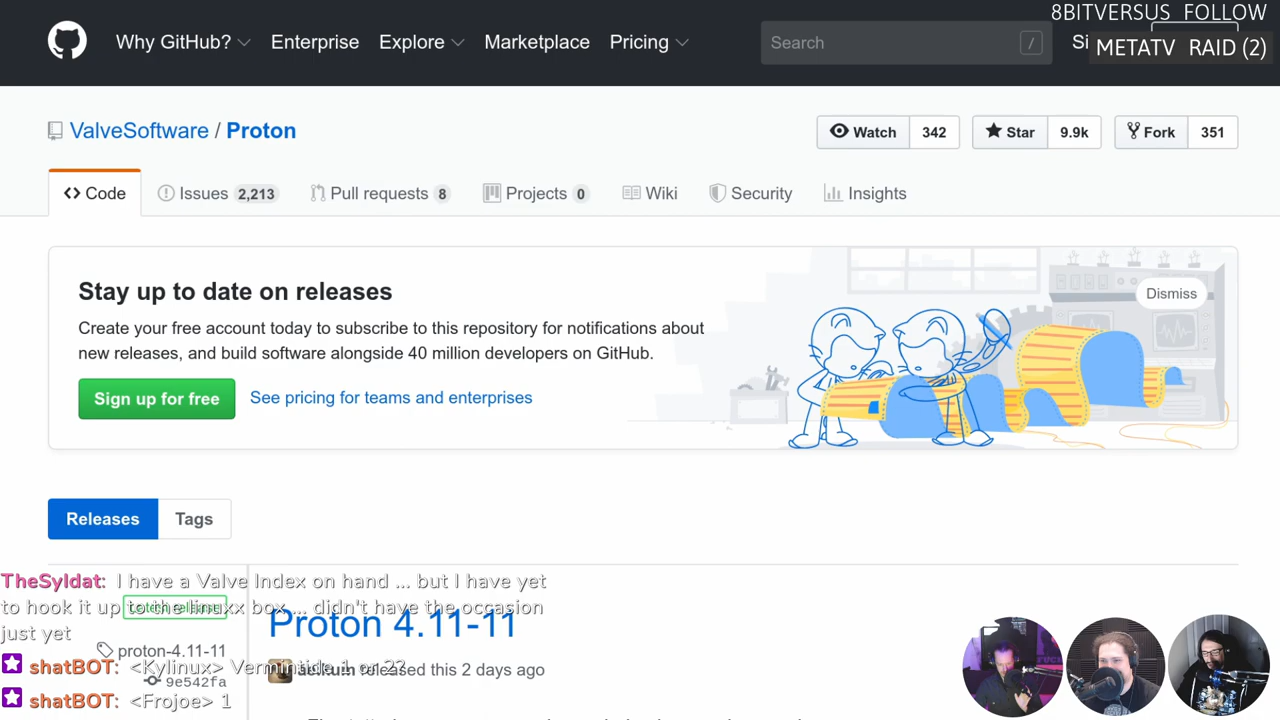 8BITVERSUS FOLLOW
Why GitHub? Enterprise Explore Marketplace Pricing Search / Si
METATV RAID (2)
ValveSoftware / Proton
Watch 342 Star 9.9k Fork 351
Code Issues 2,213 Pull requests 8 Projects 0 Wiki Security Insights
Stay up to date on releases
Dismiss
Create your free account today to subscribe to this repository for notifications about
new releases, and build software alongside 40 million developers on GitHub.
Sign up for free See pricing for teams and enterprises
Releases Tags
TheSyldat: I have a Valve Index on hand ... but I have yet
to hook it up to the linuxx box ... didn't have the occasion
just yet
Latest release
Proton 4.11-11
proton-4.11-11
shatBOT: <Kylinux> Vermintide 1 or 2?
aeikum released this 2 days ago
9e542fa
shatBOT: <Frojoe> 1